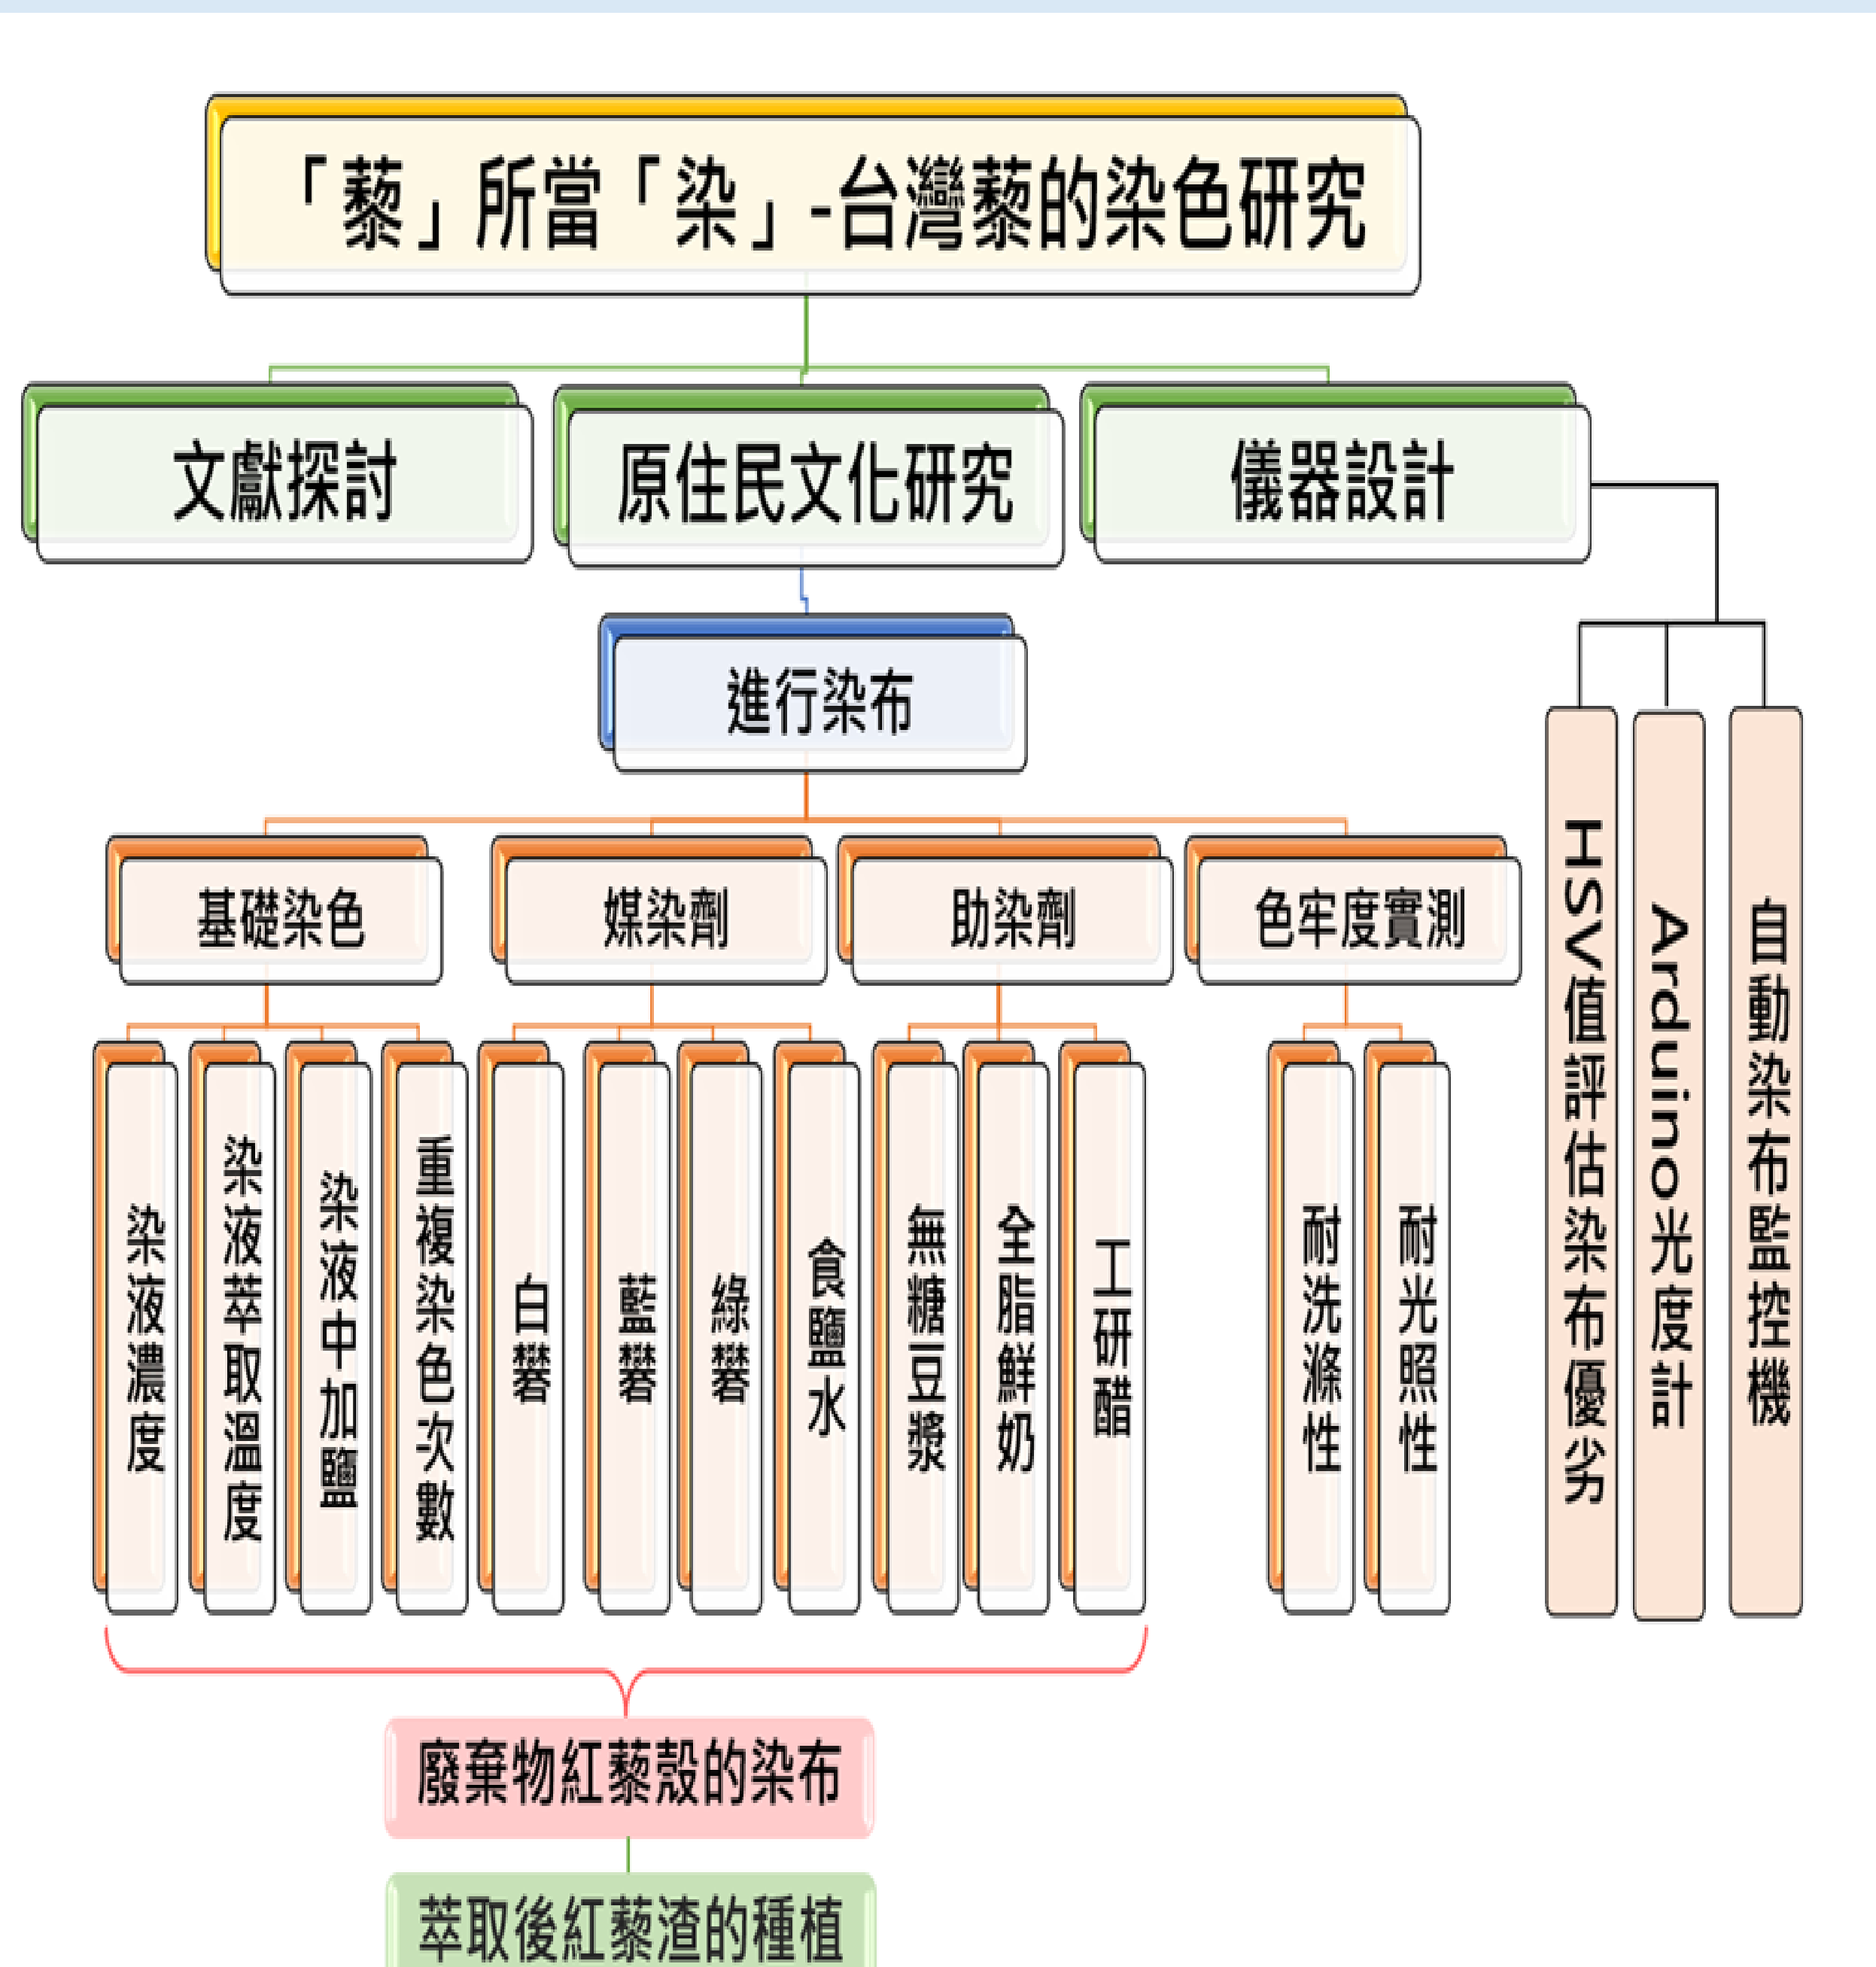 「藜」所當「染」-台灣藜的染色研究
文獻探討
原住民文化研究
儀器設計
進行染布
基礎染色
媒染劑
助染劑
色牢度實測
染液濃度
染液萃取溫度
染液中加鹽
重複染色次數
白礬
藍礬
綠礬
食鹽水
無糖豆漿
全脂鮮奶
工研醋
耐洗滌性
耐光照性
HSV值評估染布優劣
Arduino光度計
自動染布監控機
廢棄物紅藜殼的染布
萃取後紅藜渣的種植